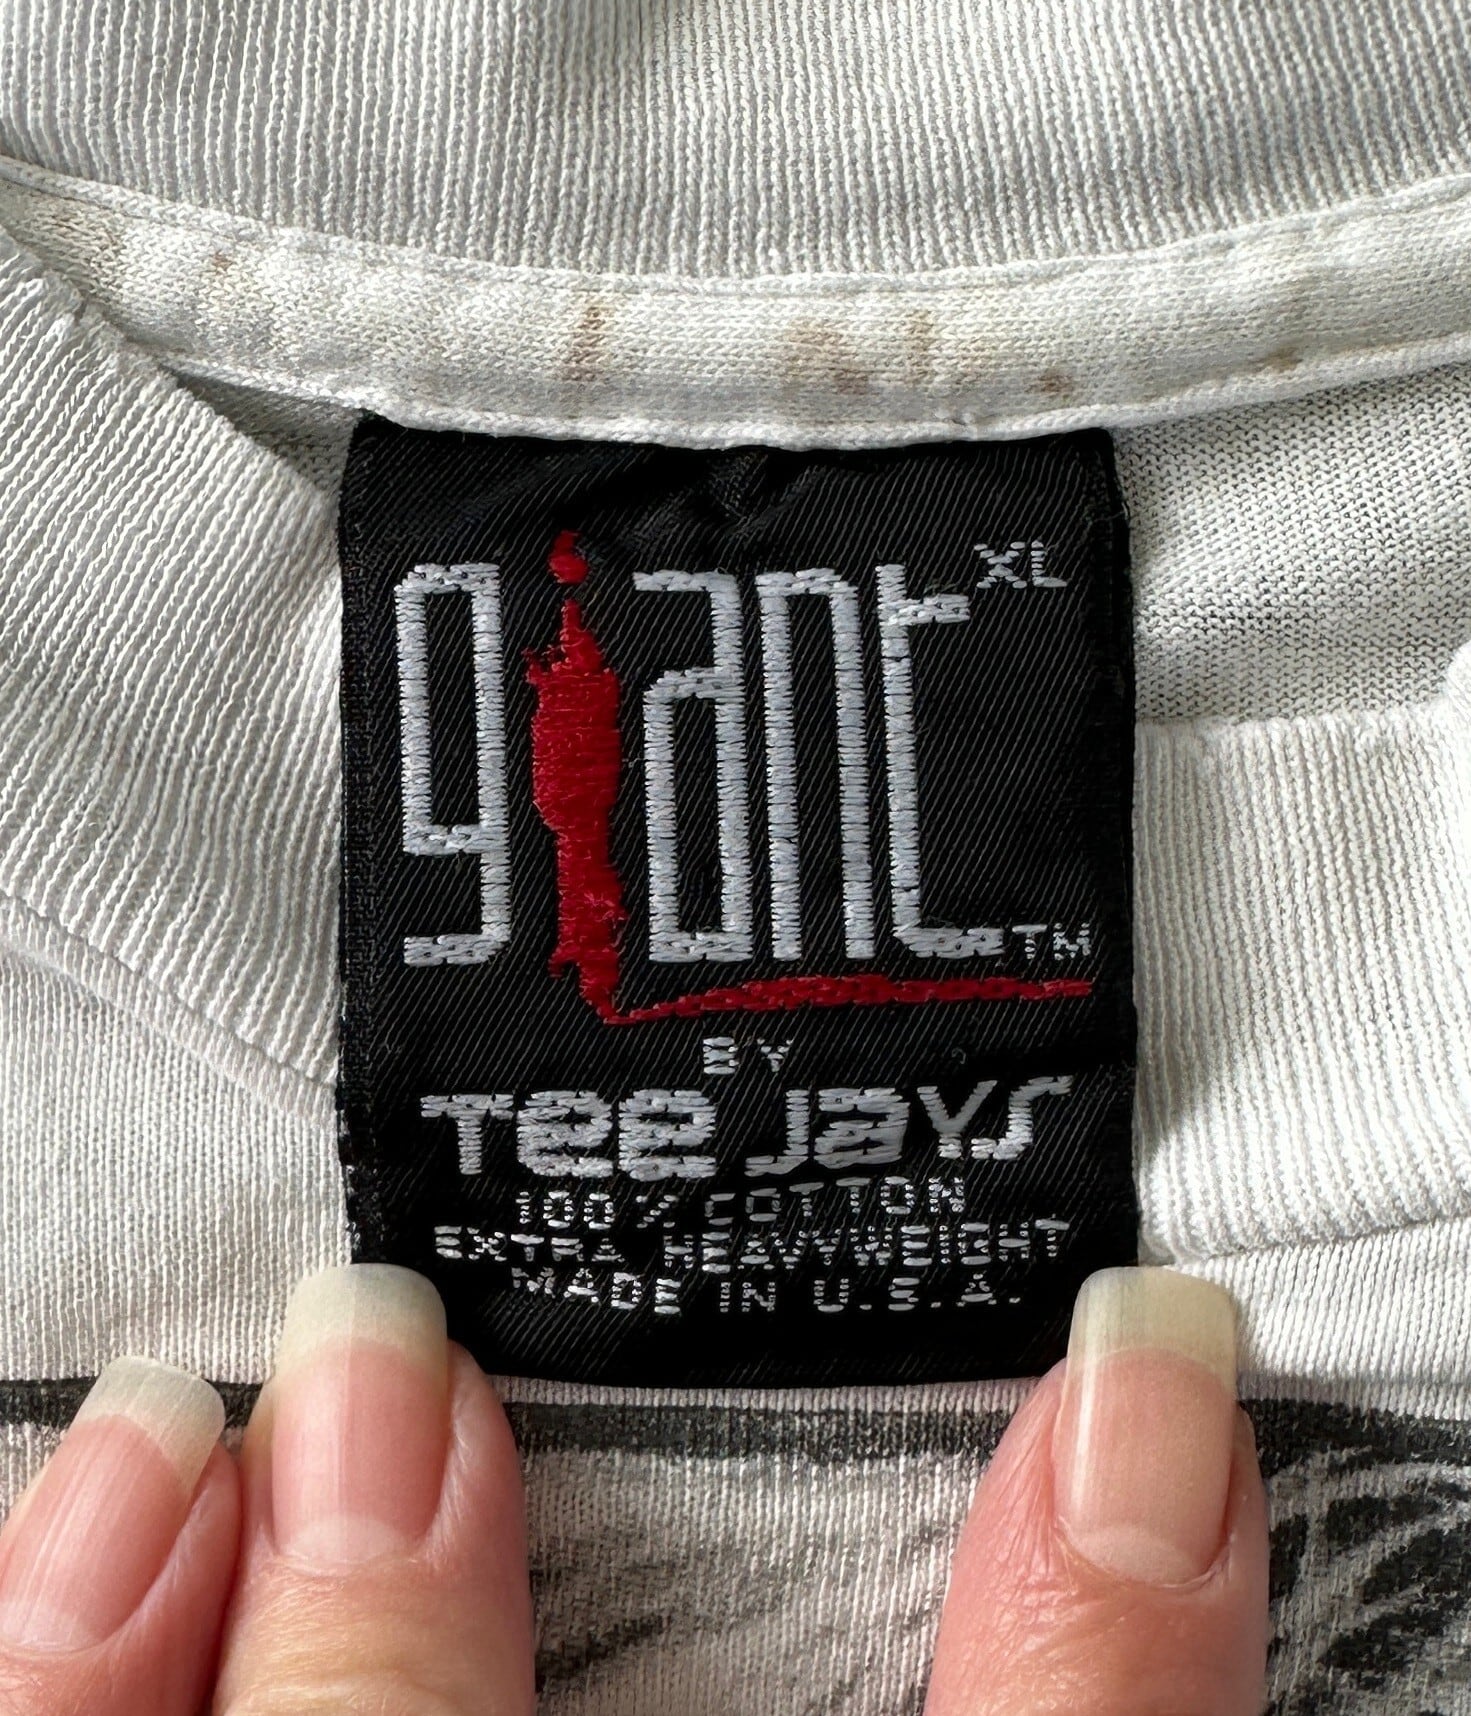 giant XL
TM
BY
Tee Jays
100% COTTON
EXTRA HEAVYWEIGHT
MADE IN U.S.A.